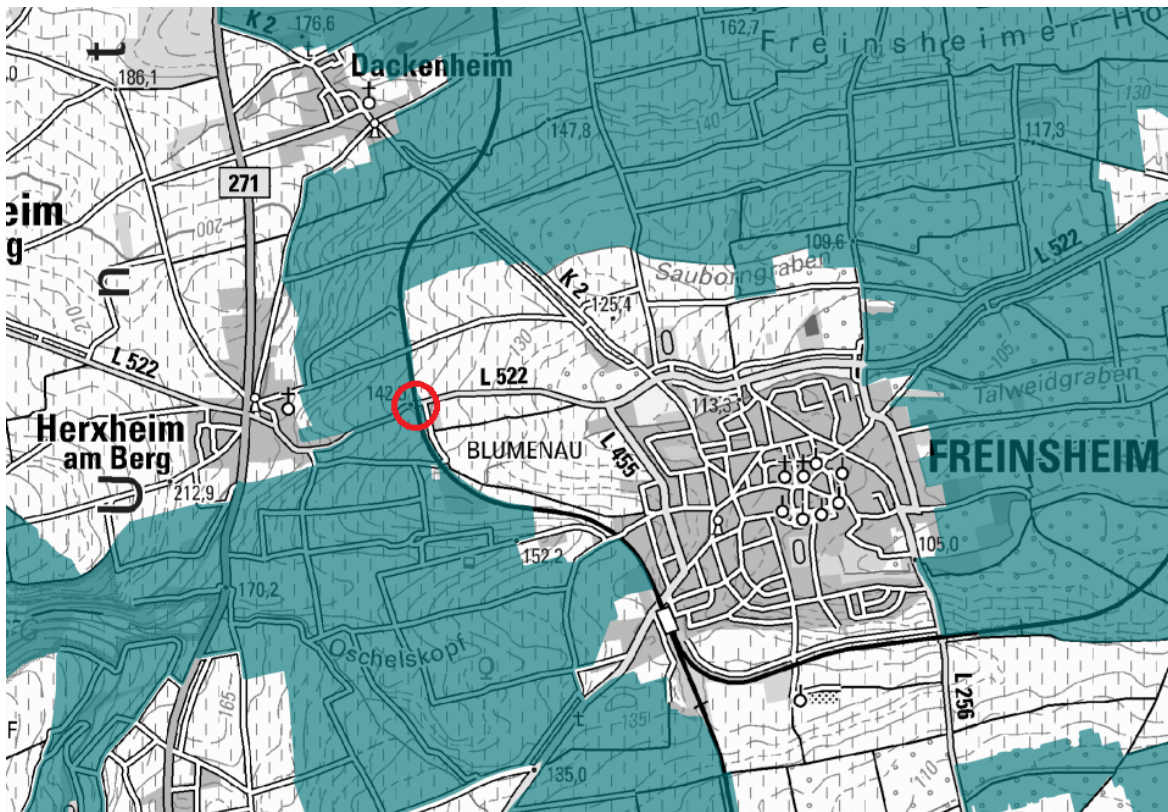 K 2
176,6
162,7
Freinsheimer
Dackenheim
186,1
147,8
140
130
117,3
271
eim
g
200
210
U n t
109,6
L 522
Sauborngraben
K 2
125,4
130
L 522
L 522
105
Talweidgraben
142
113,3
Herxheim
am Berg
BLUMENAU
L 455
FREINSHEIM
212,9
152,2
105,0
170,2
Oschelskopf
165
135
L 256
F
135,0
110